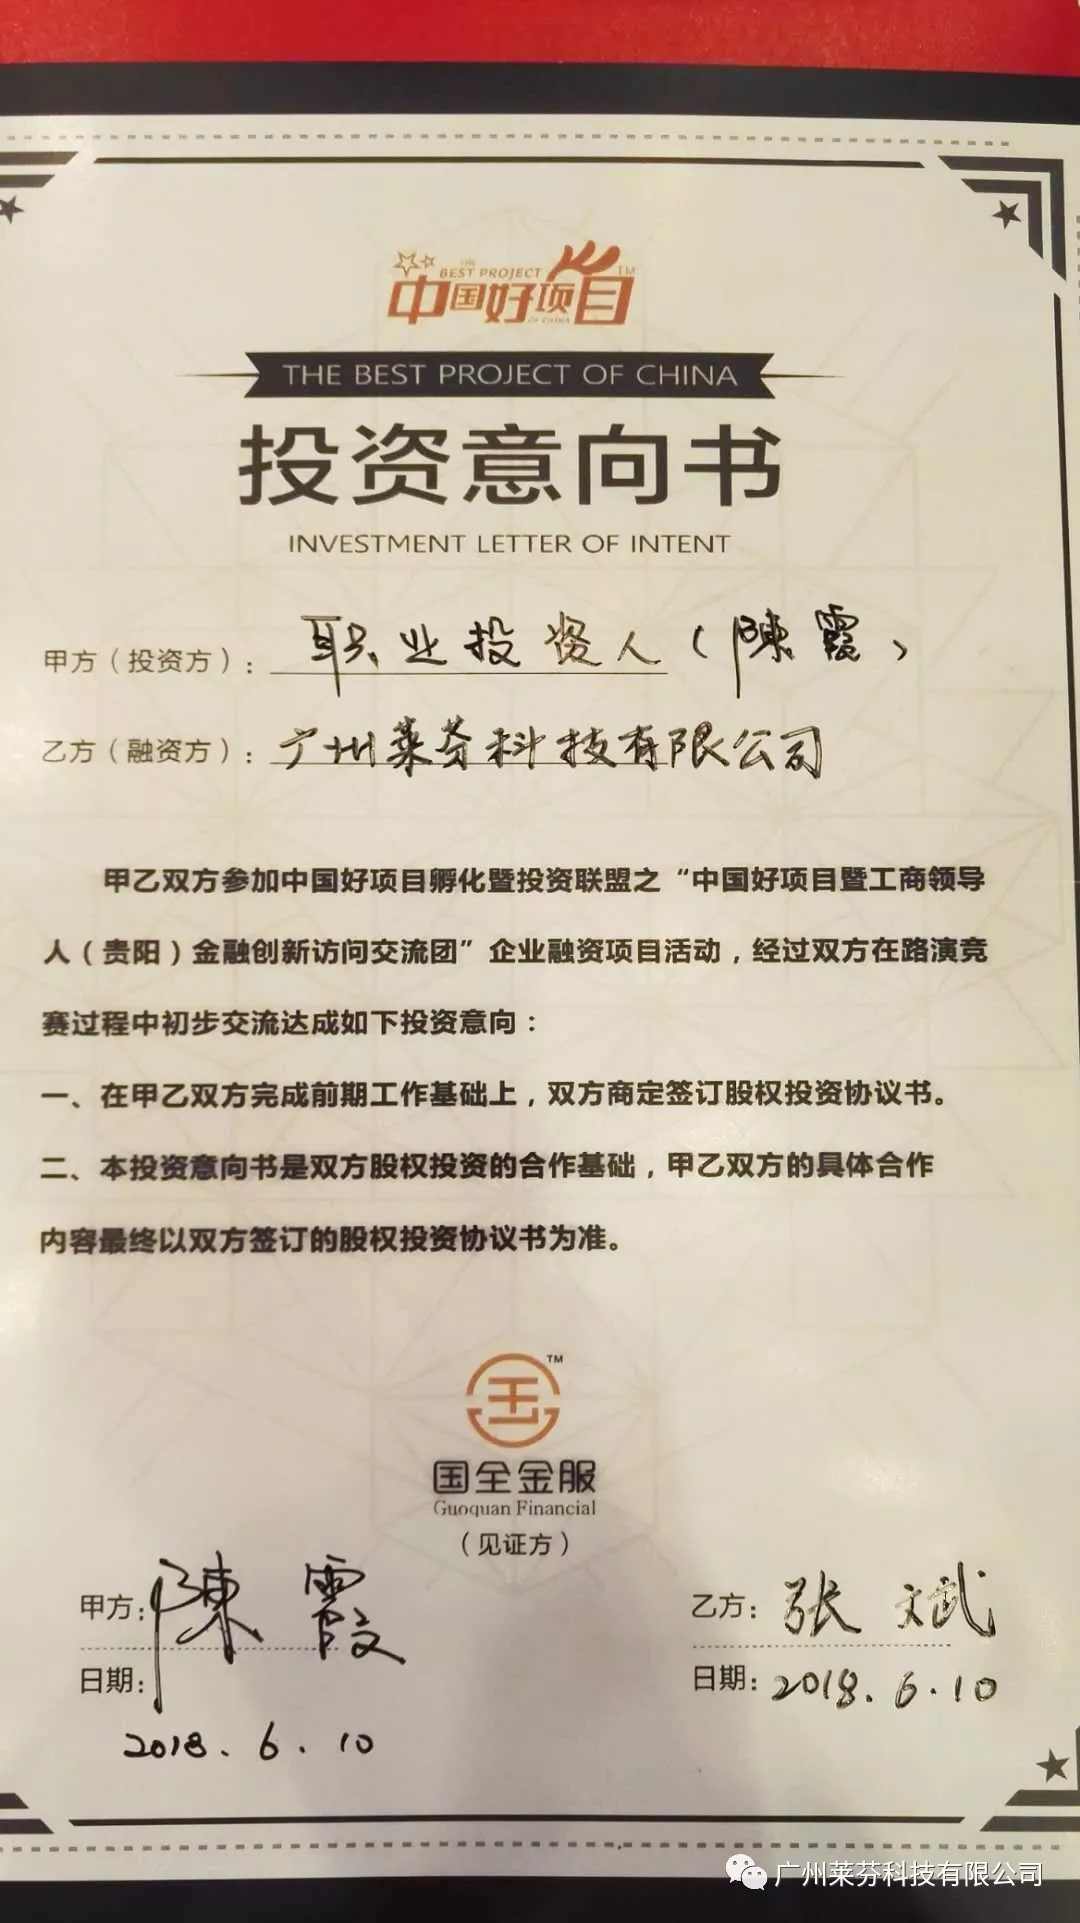 THE
BEST PROJECT
中国好项目 TM
OF CHINA
THE BEST PROJECT OF CHINA
投资意向书
INVESTMENT LETTER OF INTENT
甲方（投资方）：职业投资人（陳霞）
乙方（融资方）：广州莱芬科技有限公司
甲乙双方参加中国好项目孵化暨投资联盟之“中国好项目暨工商领导
人（贵阳）金融创新访问交流团”企业融资项目活动，经过双方在路演竞
赛过程中初步交流达成如下投资意向：
一、在甲乙双方完成前期工作基础上，双方商定签订股权投资协议书。
二、本投资意向书是双方股权投资的合作基础，甲乙双方的具体合作
内容最终以双方签订的股权投资协议书为准。
TM
国全金服
Guoquan Financial
（见证方）
甲方：陳霞
乙方：张斌
日期：2018.6.10
日期：2018.6.10
广州莱芬科技有限公司